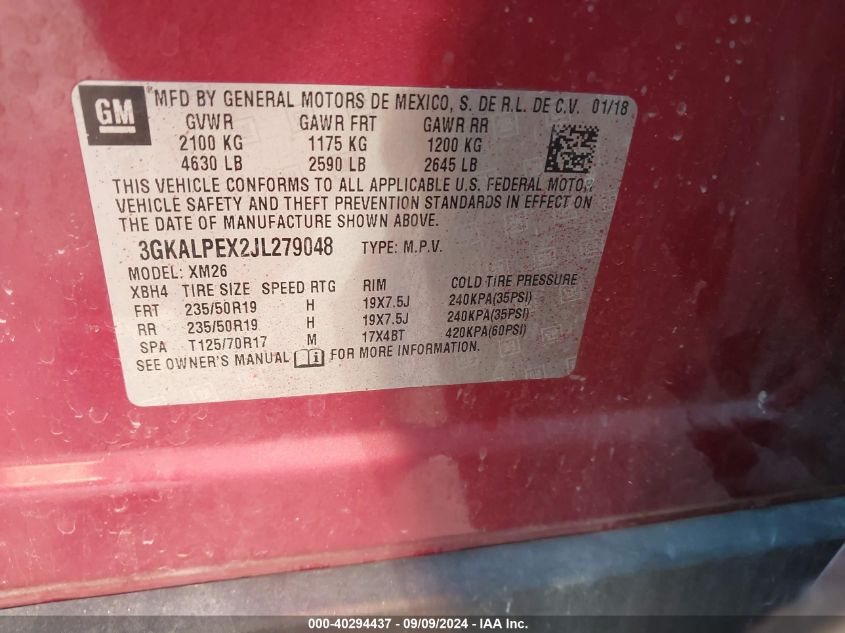 GM
MFD BY GENERAL MOTORS DE MEXICO, S. DE R.L. DE C.V. 01/18
GVWR GAWR FRT GAWR RR
2100 KG 1175 KG 1200 KG
4630 LB 2590 LB 2645 LB
THIS VEHICLE CONFORMS TO ALL APPLICABLE U.S. FEDERAL MOTOR
VEHICLE SAFETY AND THEFT PREVENTION STANDARDS IN EFFECT ON
THE DATE OF MANUFACTURE SHOWN ABOVE.
3GKALPEX2JL279048 TYPE: M.P.V.
MODEL: XM26
XBH4 TIRE SIZE SPEED RTG RIM COLD TIRE PRESSURE
FRT 235/50R19 H 19X7.5J 240KPA(35PSI)
RR 235/50R19 H 19X7.5J 240KPA(35PSI)
SPA T125/70R17 M 17X4BT 420KPA(60PSI)
SEE OWNER'S MANUAL i FOR MORE INFORMATION.
000-40294437 - 09/09/2024 - IAAI - US - Inc.